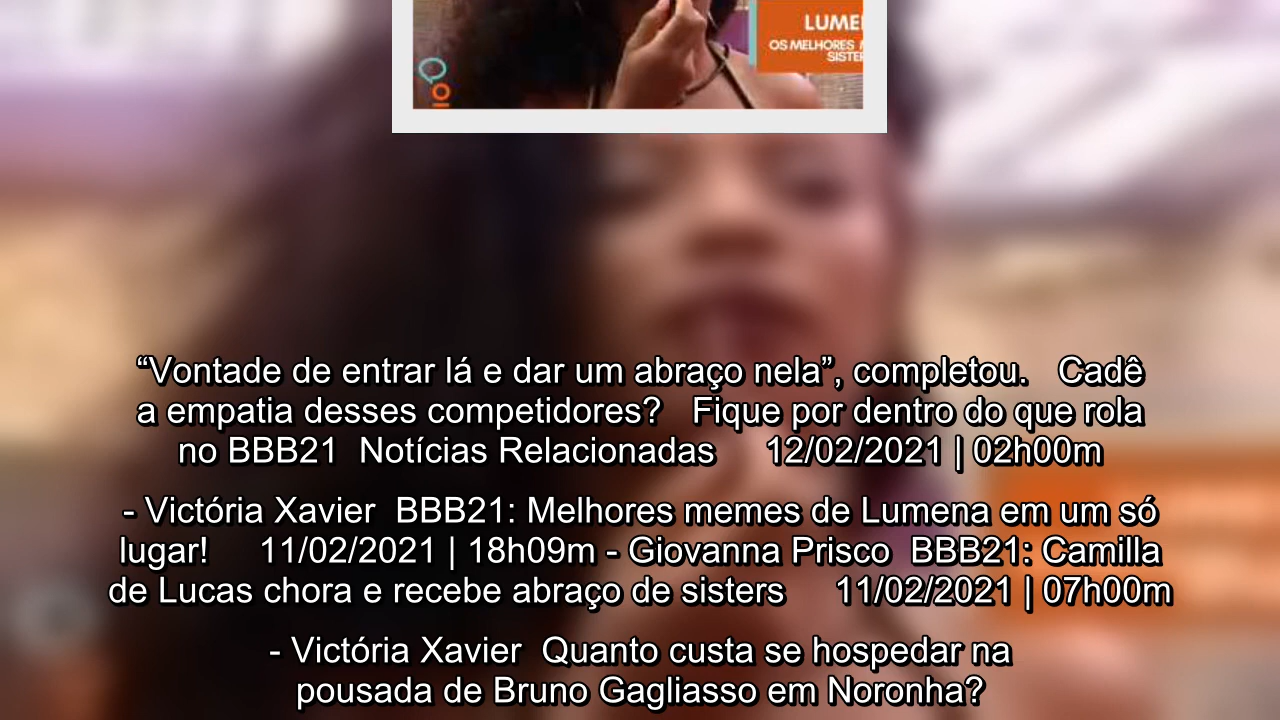 LUME
OS MELHORES
SISTE
“Vontade de entrar lá e dar um abraço nela”, completou. Cadê
a empatia desses competidores? Fique por dentro do que rola
no BBB21 Notícias Relacionadas 12/02/2021 | 02h00m
- Victória Xavier BBB21: Melhores memes de Lumena em um só
lugar! 11/02/2021 | 18h09m - Giovanna Prisco BBB21: Camilla
de Lucas chora e recebe abraço de sisters 11/02/2021 | 07h00m
- Victória Xavier Quanto custa se hospedar na
pousada de Bruno Gagliasso em Noronha?